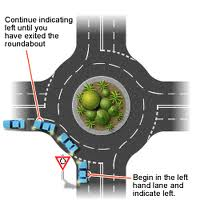 Continue indicating
left until you
have exited the
roundabout
Begin in the left
hand lane and
indicate left.